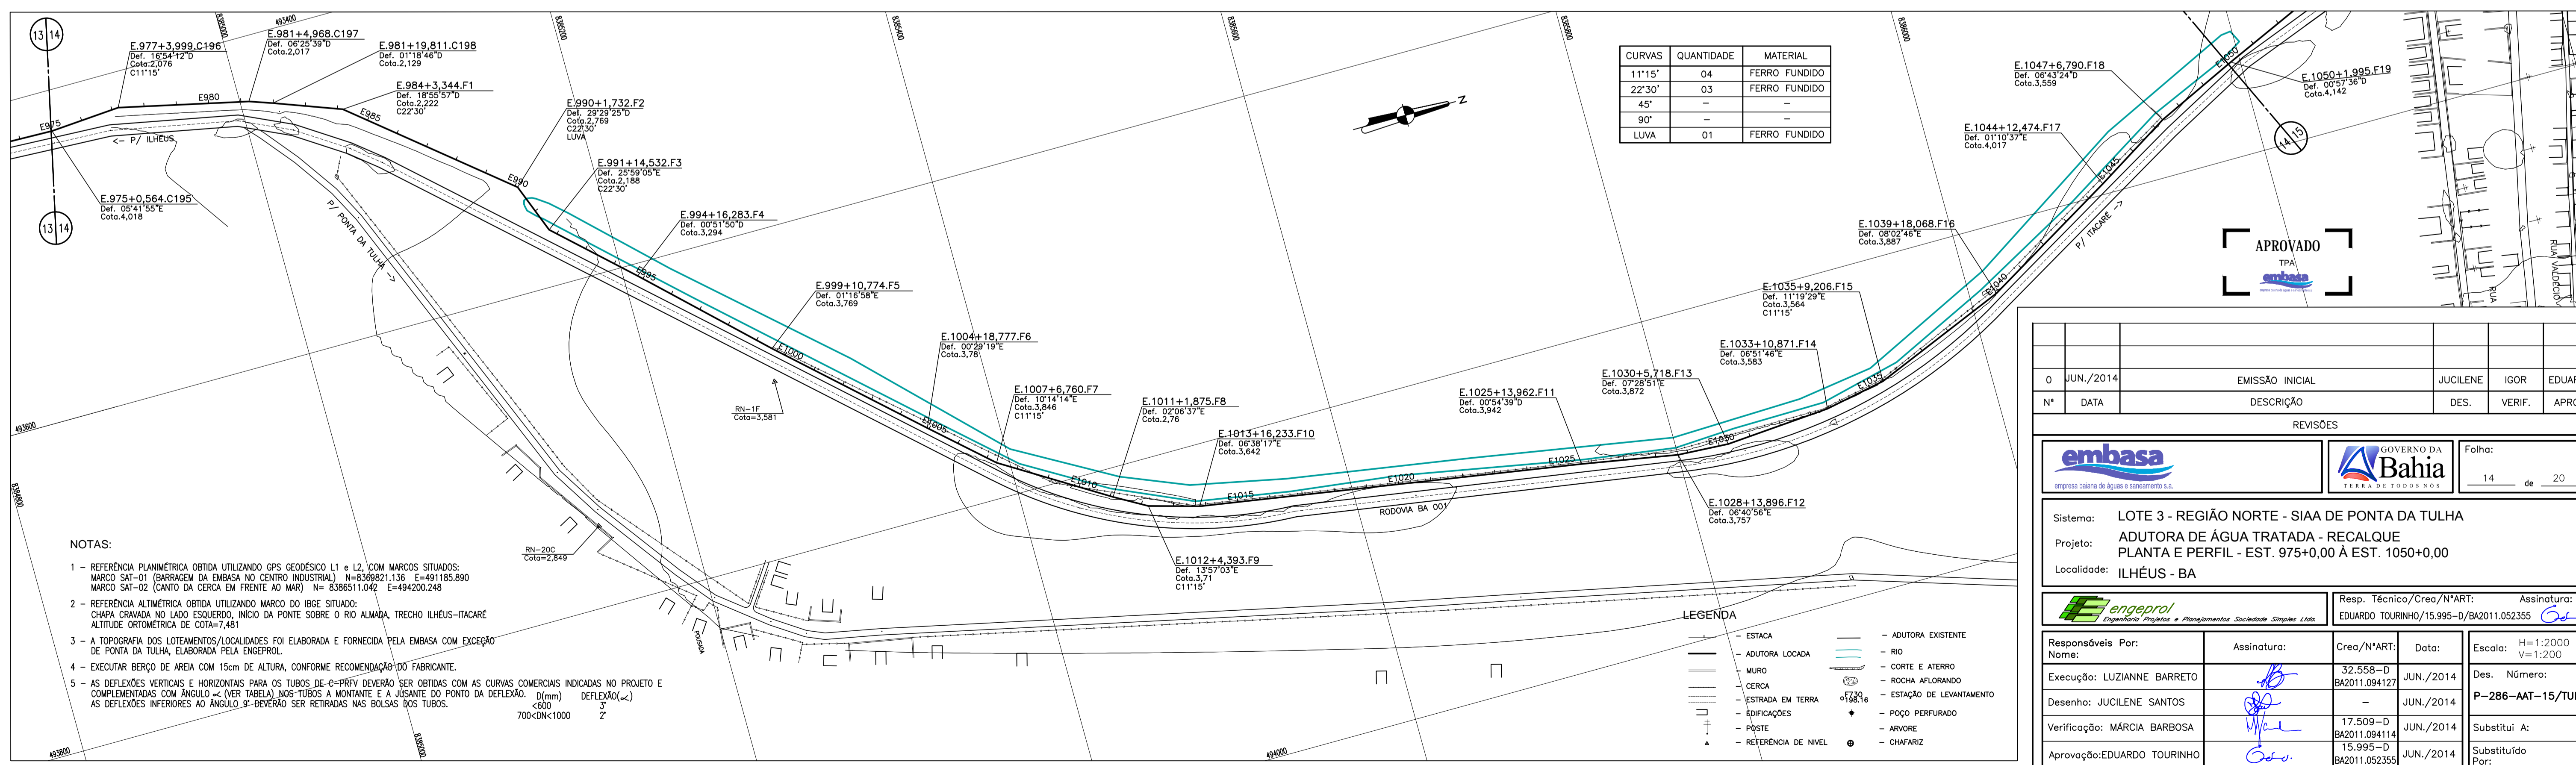 13 14
13 14
E.977+3,999.C196
Def. 16°54'12"D
Cota.2,076
C11°15'
8385000
493400
E.981+4,968.C197
Def. 06°25'39"D
Cota.2,017
E.981+19,811.C198
Def. 01°18'46"D
Cota.2,129
E.984+3,344.F1
Def. 18°55'57"D
Cota.2,222
C22°30'
E975
E980
E985
E990
<- P/ ILHÉUS
E.975+0,564.C195
Def. 05°41'55"E
Cota.4,018
P/ PONTA DA TULHA ->
8385200
E.990+1,732.F2
Def. 29°29'25"D
Cota.2,769
C22°30'
LUVA
E.991+14,532.F3
Def. 25°59'05"E
Cota.2,188
C22°30'
E.994+16,283.F4
Def. 00°51'50"D
Cota.3,294
E995
E.999+10,774.F5
Def. 01°16'58"E
Cota.3,769
E1000
RN-1F
Cota=3,581
8385400
E.1004+18,777.F6
Def. 00°29'19"E
Cota.3,78
E1005
E.1007+6,760.F7
Def. 10°14'14"E
Cota.3,846
C11°15'
E1010
E.1011+1,875.F8
Def. 02°06'37"E
Cota.2,76
E.1013+16,233.F10
Def. 06°38'17"E
Cota.3,642
E1015
E.1012+4,393.F9
Def. 13°57'03"E
Cota.3,71
C11°15'
8385600
N
E1020
RODOVIA BA 001
E.1025+13,962.F11
Def. 00°54'39"D
Cota.3,942
E1025
8385800
CURVAS QUANTIDADE MATERIAL
11°15' 04 FERRO FUNDIDO
22°30' 03 FERRO FUNDIDO
45° – –
90° – –
LUVA 01 FERRO FUNDIDO
E.1030+5,718.F13
Def. 07°28'51"E
Cota.3,872
E1030
E.1028+13,896.F12
Def. 06°40'56"E
Cota.3,757
E.1033+10,871.F14
Def. 06°51'46"E
Cota.3,583
E.1035+9,206.F15
Def. 11°19'29"E
Cota.3,564
C11°15'
E1035
E.1039+18,068.F16
Def. 08°02'46"E
Cota.3,887
E1040
8386000
E.1044+12,474.F17
Def. 01°10'37"E
Cota.4,017
E1045
E.1047+6,790.F18
Def. 06°43'24"D
Cota.3,559
E1050
E.1050+1,995.F19
Def. 00°57'36"D
Cota.4,142
14 15
P/ ITACARÉ ->
RUA
RUA VALDECIO
APROVADO
TPA
embasa
493600
8384800
493800
8385000
494000
RN-20C
Cota=2,849
POUSADA
NOTAS:
1 – REFERÊNCIA PLANIMÉTRICA OBTIDA UTILIZANDO GPS GEODÉSICO L1 e L2, COM MARCOS SITUADOS:
MARCO SAT-01 (BARRAGEM DA EMBASA NO CENTRO INDUSTRIAL) N=8369821.136 E=491185.890
MARCO SAT-02 (CANTO DA CERCA EM FRENTE AO MAR) N= 8386511.042 E=494200.248
2 – REFERÊNCIA ALTIMÉTRICA OBTIDA UTILIZANDO MARCO DO IBGE SITUADO:
CHAPA CRAVADA NO LADO ESQUERDO, INÍCIO DA PONTE SOBRE O RIO ALMADA, TRECHO ILHÉUS-ITACARÉ
ALTITUDE ORTOMÉTRICA DE COTA=7,481
3 – A TOPOGRAFIA DOS LOTEAMENTOS/LOCALIDADES FOI ELABORADA E FORNECIDA PELA EMBASA COM EXCEÇÃO
DE PONTA DA TULHA, ELABORADA PELA ENGEPROL.
4 – EXECUTAR BERÇO DE AREIA COM 15cm DE ALTURA, CONFORME RECOMENDAÇÃO DO FABRICANTE.
5 – AS DEFLEXÕES VERTICAIS E HORIZONTAIS PARA OS TUBOS DE C-PRFV DEVERÃO SER OBTIDAS COM AS CURVAS COMERCIAIS INDICADAS NO PROJETO E
COMPLEMENTADAS COM ÂNGULO ∝ (VER TABELA) NOS TUBOS A MONTANTE E A JUSANTE DO PONTO DA DEFLEXÃO.
AS DEFLEXÕES INFERIORES AO ÂNGULO 9° DEVERÃO SER RETIRADAS NAS BOLSAS DOS TUBOS.
D(mm) DEFLEXÃO(∝)
<600 3°
700<DN<1000 2°
LEGENDA
– ESTACA
– ADUTORA LOCADA
– MURO
– CERCA
– ESTRADA EM TERRA
– EDIFICAÇÕES
– POSTE
– REFERÊNCIA DE NIVEL
– ADUTORA EXISTENTE
– RIO
– CORTE E ATERRO
– ROCHA AFLORANDO
F730
198.16 – ESTAÇÃO DE LEVANTAMENTO
– POÇO PERFURADO
– ARVORE
– CHAFARIZ
0 JUN./2014 EMISSÃO INICIAL JUCILENE IGOR EDUAR
N° DATA DESCRIÇÃO DES. VERIF. APRO
REVISÕES
embasa
empresa baiana de águas e saneamento s.a.
GOVERNO DA
Bahia
TERRA DE TODOS NÓS
Folha:
14 de 20
Sistema: LOTE 3 - REGIÃO NORTE - SIAA DE PONTA DA TULHA
Projeto: ADUTORA DE ÁGUA TRATADA - RECALQUE
PLANTA E PERFIL - EST. 975+0,00 À EST. 1050+0,00
Localidade: ILHÉUS - BA
engeprol
Engenharia Projetos e Planejamentos Sociedade Simples Ltda.
Resp. Técnico/Crea/N°ART: Assinatura:
EDUARDO TOURINHO/15.995-D/BA2011.052355
Responsáveis Por:
Nome: Assinatura: Crea/N°ART: Data:
Execução: LUZIANNE BARRETO 32.558-D BA2011.094127 JUN./2014
Desenho: JUCILENE SANTOS – JUN./2014
Verificação: MÁRCIA BARBOSA 17.509-D BA2011.094114 JUN./2014
Aprovação:EDUARDO TOURINHO 15.995-D BA2011.052355 JUN./2014
Escala: H=1:2000
V=1:200
Des. Número:
P-286-AAT-15/TU
Substitui A:
Substituído
Por: